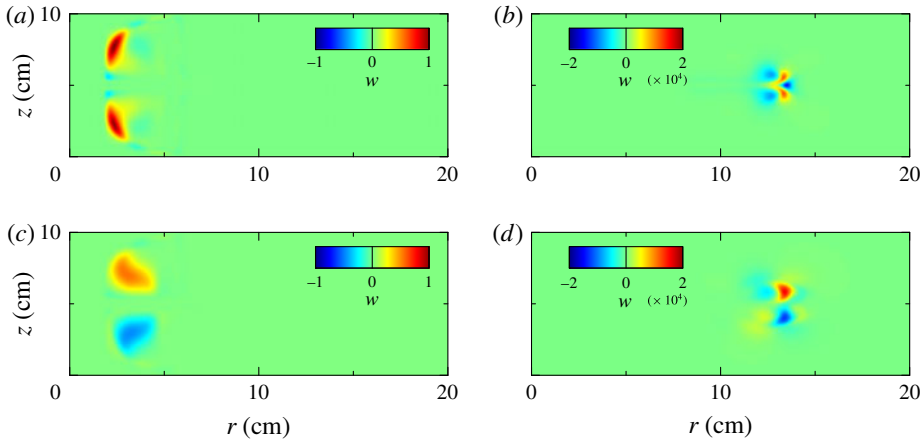 (a) 10
z (cm)
–1 0 1
w
0 10 20
(b)
–2 0 2
w (× 10⁴)
0 10 20
(c) 10
z (cm)
–1 0 1
w
0 10 20
r (cm)
(d)
–2 0 2
w (× 10⁴)
0 10 20
r (cm)